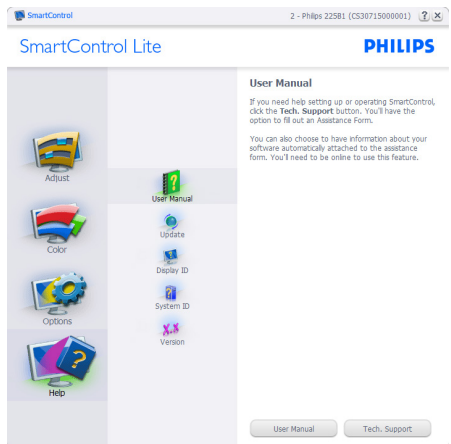 SmartControl
2 - Philips 225B1 (CS30715000001)
? X
SmartControl Lite
PHILIPS
Adjust
Color
Options
Help
User Manual
Update
Display ID
System ID
X.X
Version
User Manual
If you need help setting up or operating SmartControl,
click the Tech. Support button. You'll have the
option to fill out an Assistance Form.
You can also choose to have information about your
software automatically attached to the assistance
form. You'll need to be online to use this feature.
User Manual
Tech. Support